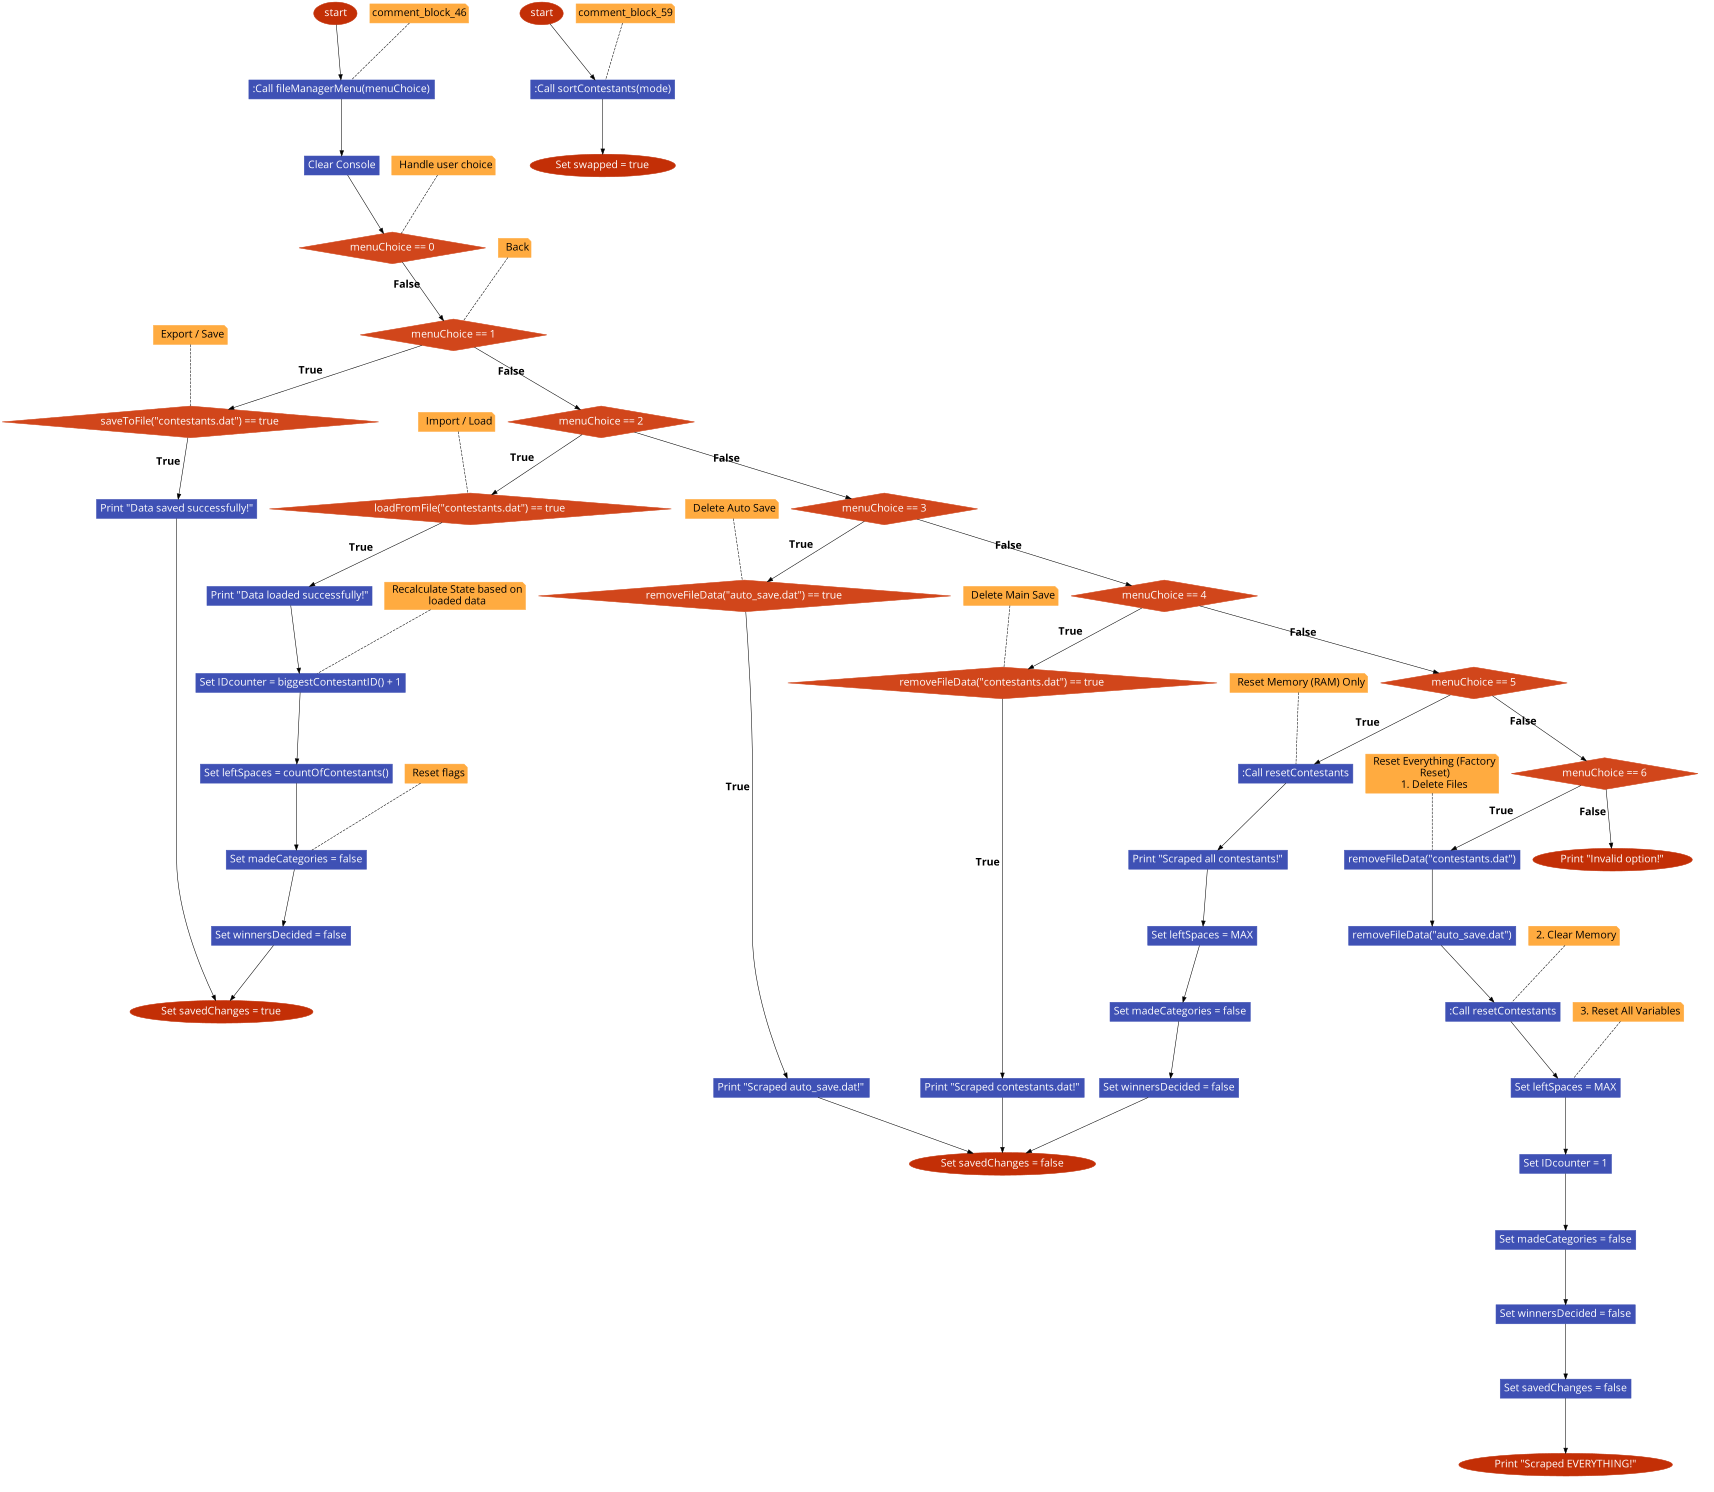 start
comment_block_46
start
comment_block_59
:Call fileManagerMenu(menuChoice)
:Call sortContestants(mode)
Clear Console
Handle user choice
Set swapped = true
menuChoice == 0
Back
False
menuChoice == 1
Export / Save
True
False
saveToFile("contestants.dat") == true
Import / Load
menuChoice == 2
True
True
False
Print "Data saved successfully!"
loadFromFile("contestants.dat") == true
Delete Auto Save
menuChoice == 3
True
True
False
Print "Data loaded successfully!"
Recalculate State based on
loaded data
removeFileData("auto_save.dat") == true
Delete Main Save
menuChoice == 4
True
False
Set IDcounter = biggestContestantID() + 1
removeFileData("contestants.dat") == true
Reset Memory (RAM) Only
menuChoice == 5
True
False
Set leftSpaces = countOfContestants()
Reset flags
True
:Call resetContestants
Reset Everything (Factory
Reset)
1. Delete Files
menuChoice == 6
True
False
Set madeCategories = false
True
Print "Scraped all contestants!"
removeFileData("contestants.dat")
Print "Invalid option!"
Set winnersDecided = false
Set leftSpaces = MAX
removeFileData("auto_save.dat")
2. Clear Memory
Set savedChanges = true
Set madeCategories = false
:Call resetContestants
3. Reset All Variables
Print "Scraped auto_save.dat!"
Print "Scraped contestants.dat!"
Set winnersDecided = false
Set leftSpaces = MAX
Set savedChanges = false
Set IDcounter = 1
Set madeCategories = false
Set winnersDecided = false
Set savedChanges = false
Print "Scraped EVERYTHING!"